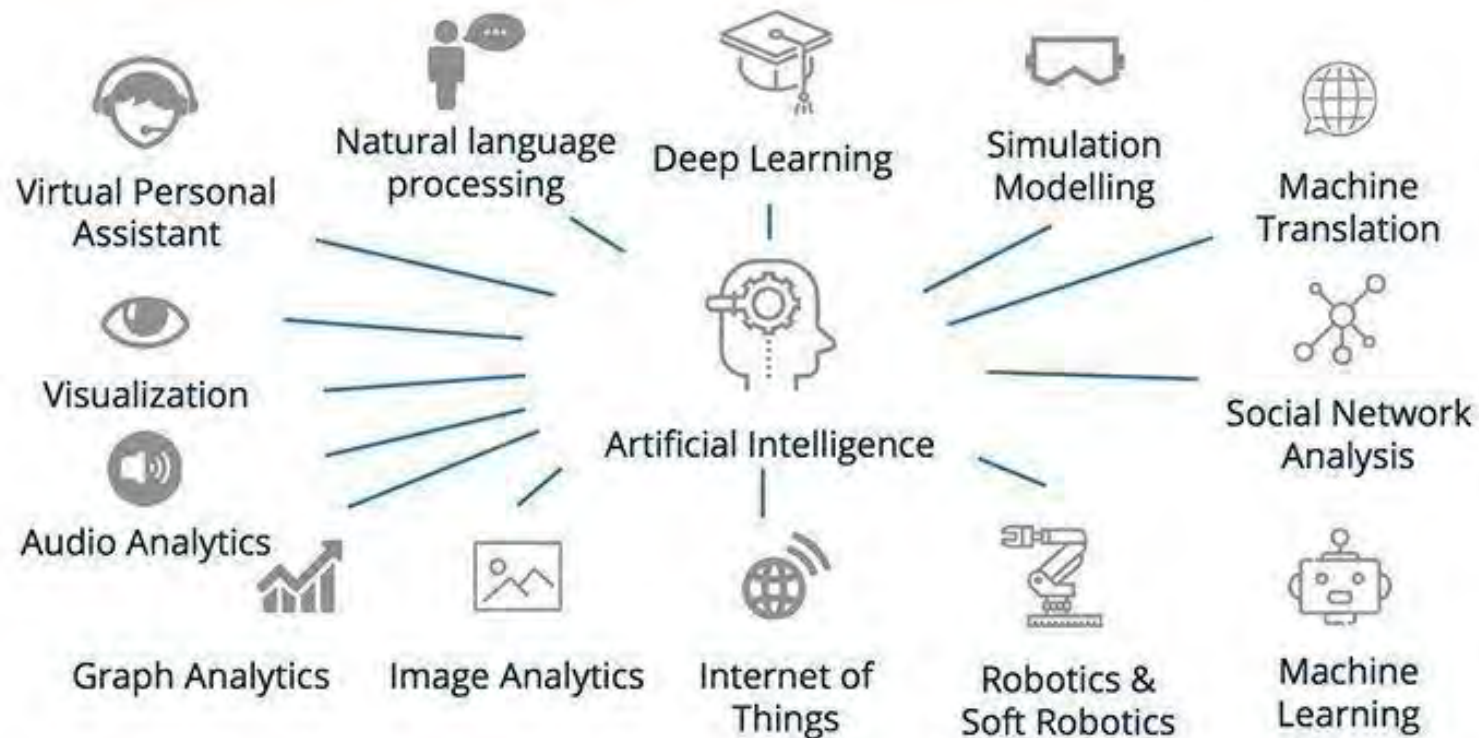 Natural language
processing
Deep Learning
Simulation
Modelling
Virtual Personal
Assistant
Machine
Translation
Visualization
Social Network
Analysis
Artificial Intelligence
Audio Analytics
Graph Analytics
Image Analytics
Internet of
Things
Robotics &
Soft Robotics
Machine
Learning